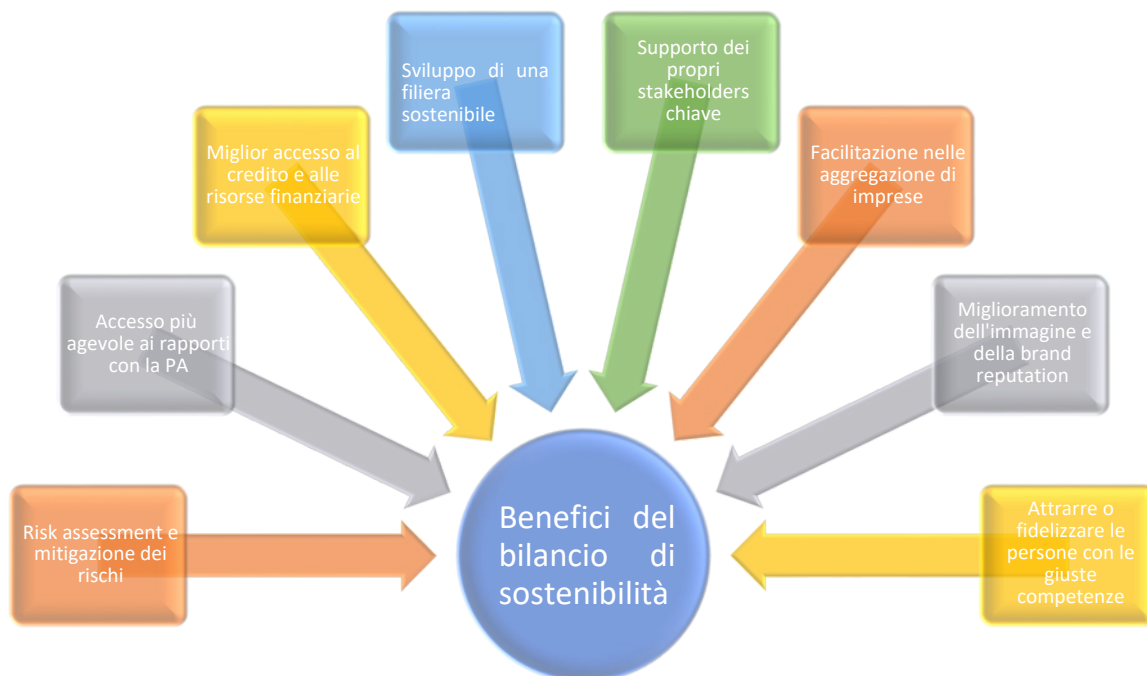 Risk assessment e
mitigazione dei
rischi
Accesso più
agevole ai rapporti
con la PA
Miglior accesso al
credito e alle
risorse finanziarie
Sviluppo di una
filiera
sostenibile
Supporto dei
propri
stakeholders
chiave
Facilitazione nelle
aggregazione di
imprese
Miglioramento
dell'immagine e
della brand
reputation
Attrarre o
fidelizzare le
persone con le
giuste
competenze
Benefici del
bilancio di
sostenibilità